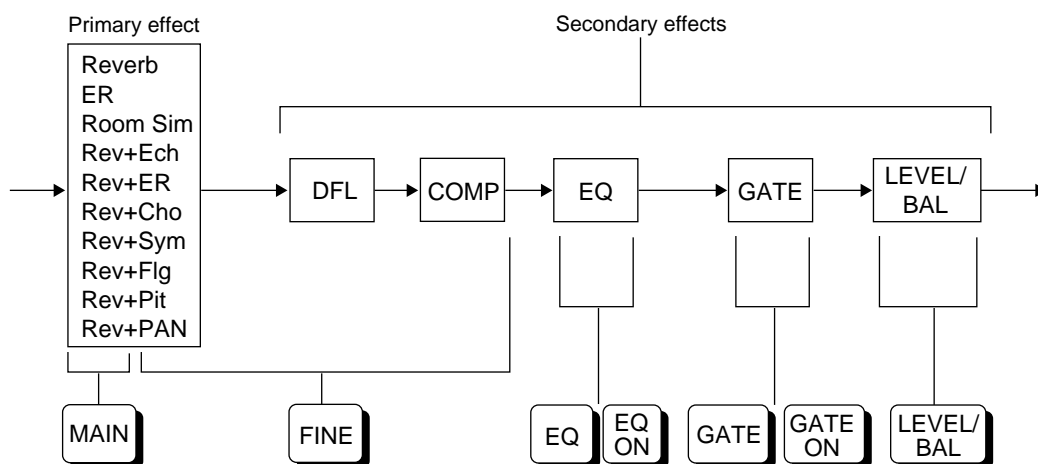 Primary effect
Secondary effects
Reverb
ER
Room Sim
Rev+Ech
Rev+ER
Rev+Cho
Rev+Sym
Rev+Flg
Rev+Pit
Rev+PAN
DFL
COMP
EQ
GATE
LEVEL/
BAL
MAIN
FINE
EQ
EQ
ON
GATE
GATE
ON
LEVEL/
BAL